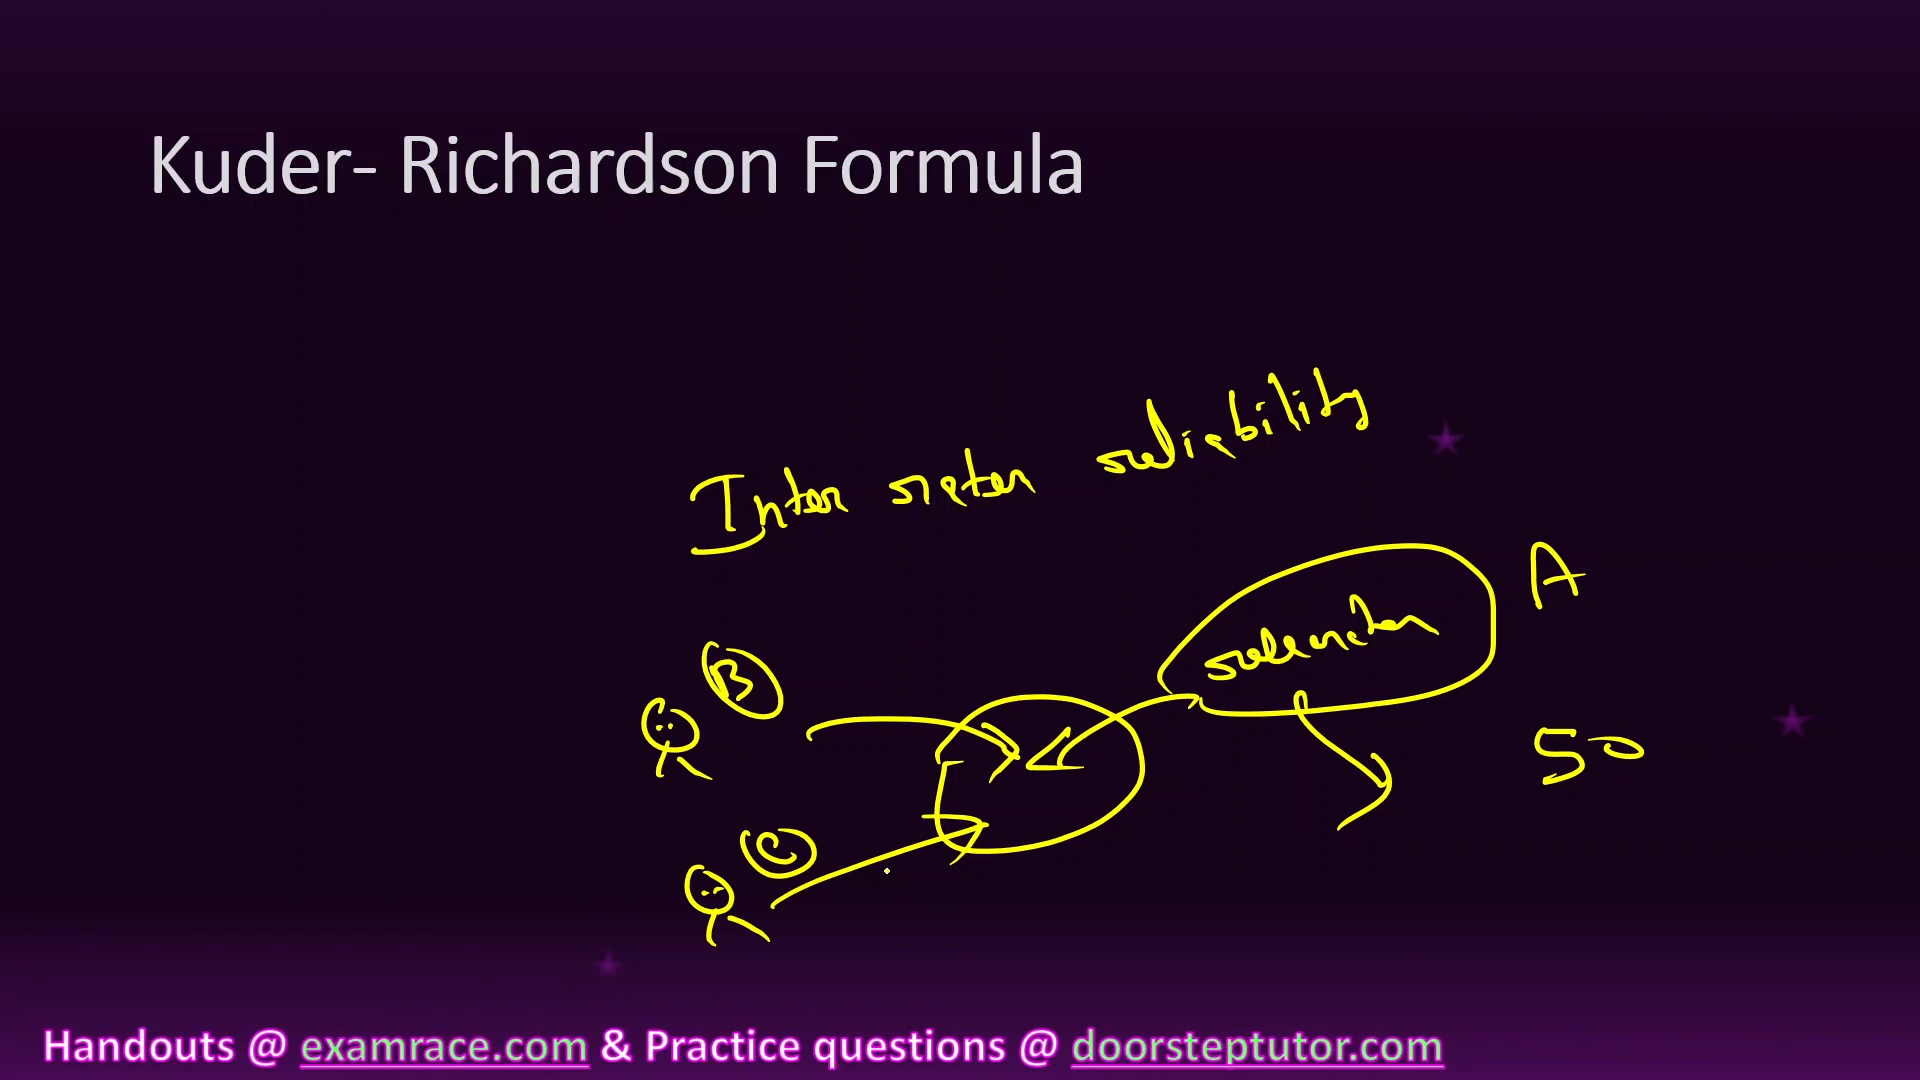 Kuder- Richardson Formula
Inter rater reliability
A
B
50
C
Handouts @ examrace.com & Practice questions @ doorsteptutor.com